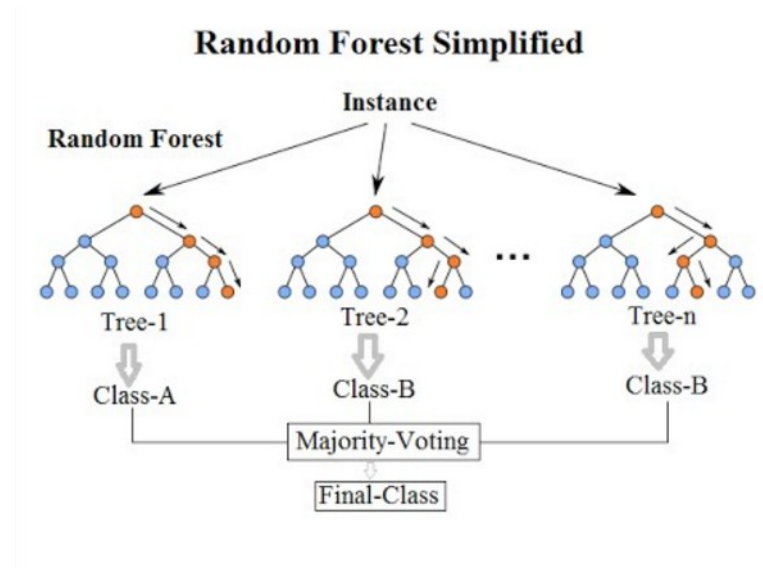 Random Forest Simplified
Instance
Random Forest
...
Tree-1
Tree-2
Tree-n
Class-A
Class-B
Class-B
Majority-Voting
Final-Class